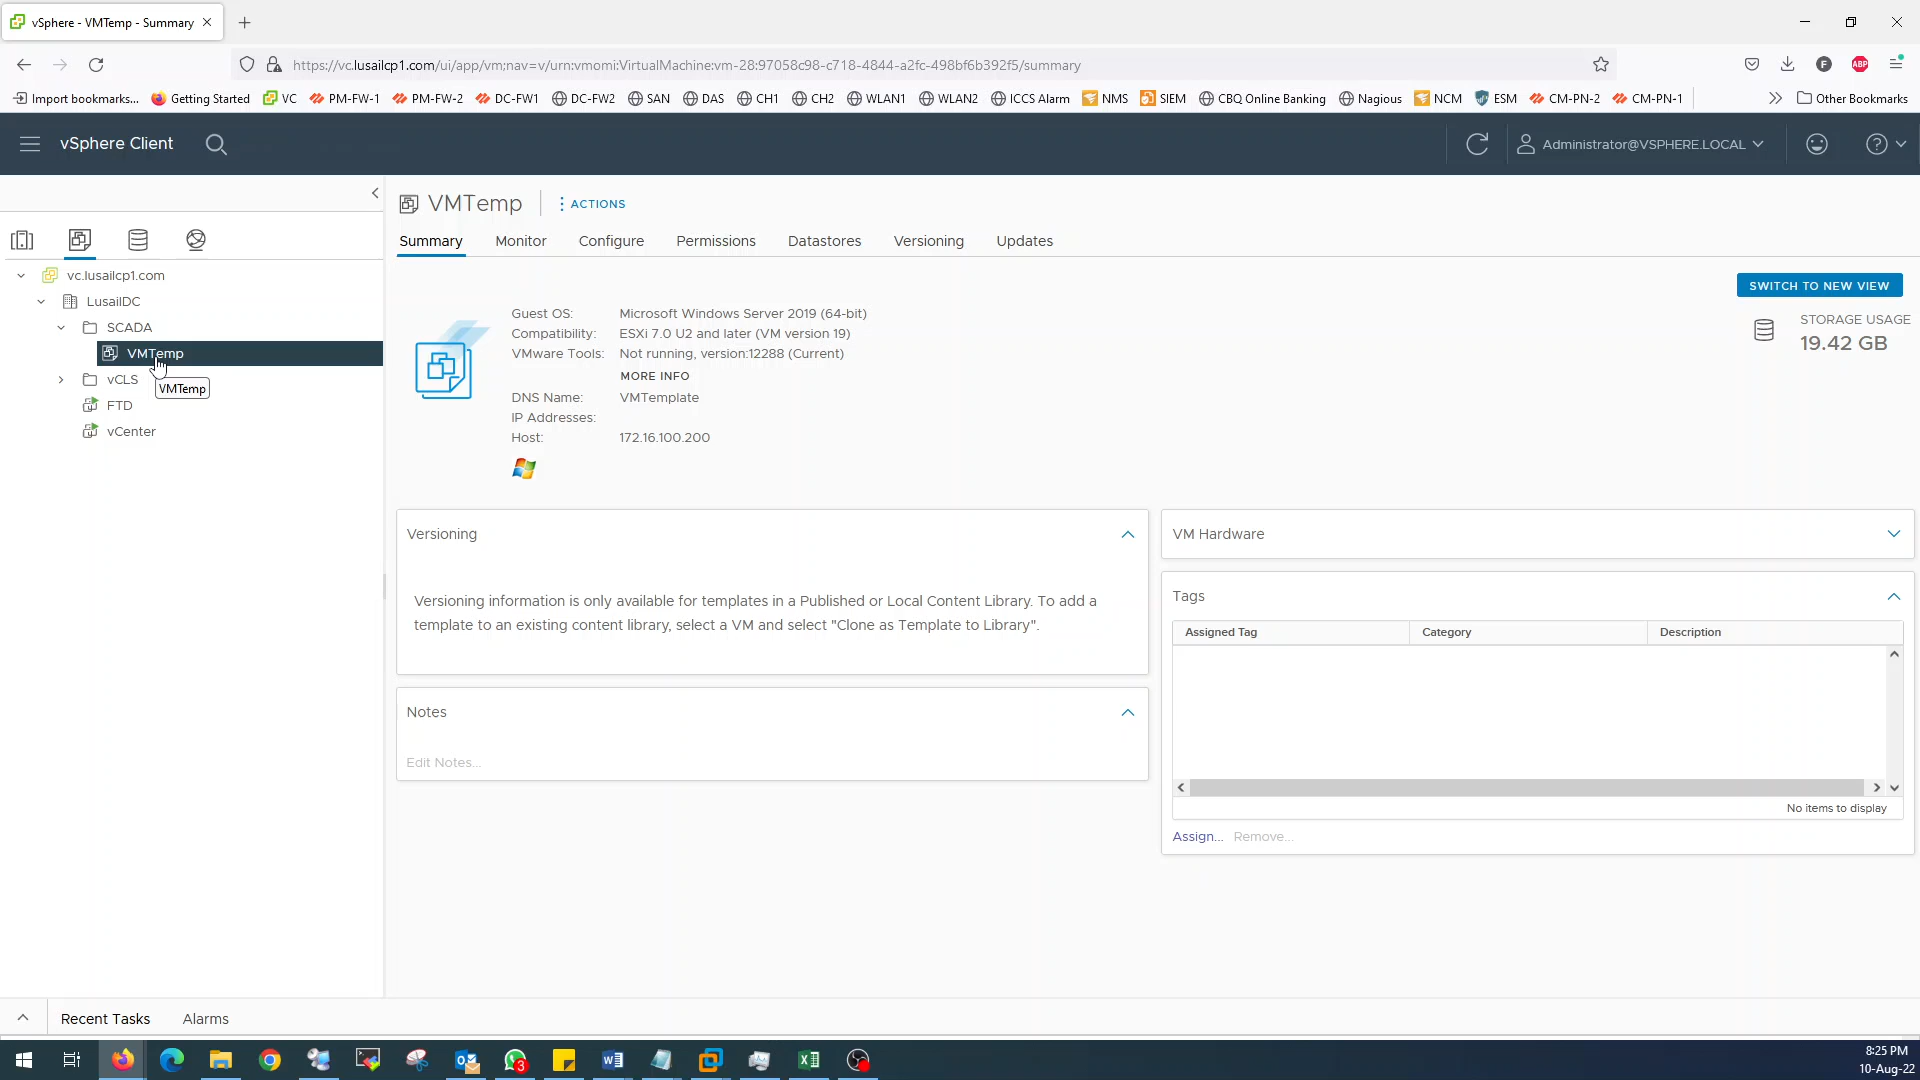 vSphere - VMTemp - Summary
https://vc.lusailcp1.com/ui/app/vm;nav=v/urn:vmomi:VirtualMachine:vm-28:97058c98-c718-4844-a2fc-498bf6b392f5/summary
F
ABP
Import bookmarks...
Getting Started
VC
PM-FW-1
PM-FW-2
DC-FW1
DC-FW2
SAN
DAS
CH1
CH2
WLAN1
WLAN2
ICCS Alarm
NMS
SIEM
CBQ Online Banking
Nagious
NCM
ESM
CM-PN-2
CM-PN-1
Other Bookmarks
vSphere Client
Administrator@VSPHERE.LOCAL
vc.lusailcp1.com
LusailDC
SCADA
VMTemp
vCLS
VMTemp
FTD
vCenter
VMTemp
ACTIONS
Summary
Monitor
Configure
Permissions
Datastores
Versioning
Updates
SWITCH TO NEW VIEW
Guest OS: Microsoft Windows Server 2019 (64-bit)
Compatibility: ESXi 7.0 U2 and later (VM version 19)
VMware Tools: Not running, version:12288 (Current)
MORE INFO
DNS Name: VMTemplate
IP Addresses:
Host: 172.16.100.200
STORAGE USAGE
19.42 GB
Versioning
Versioning information is only available for templates in a Published or Local Content Library. To add a
template to an existing content library, select a VM and select "Clone as Template to Library".
Notes
Edit Notes...
VM Hardware
Tags
Assigned Tag
Category
Description
No items to display
Assign...
Remove...
Recent Tasks
Alarms
3
8:25 PM
10-Aug-22